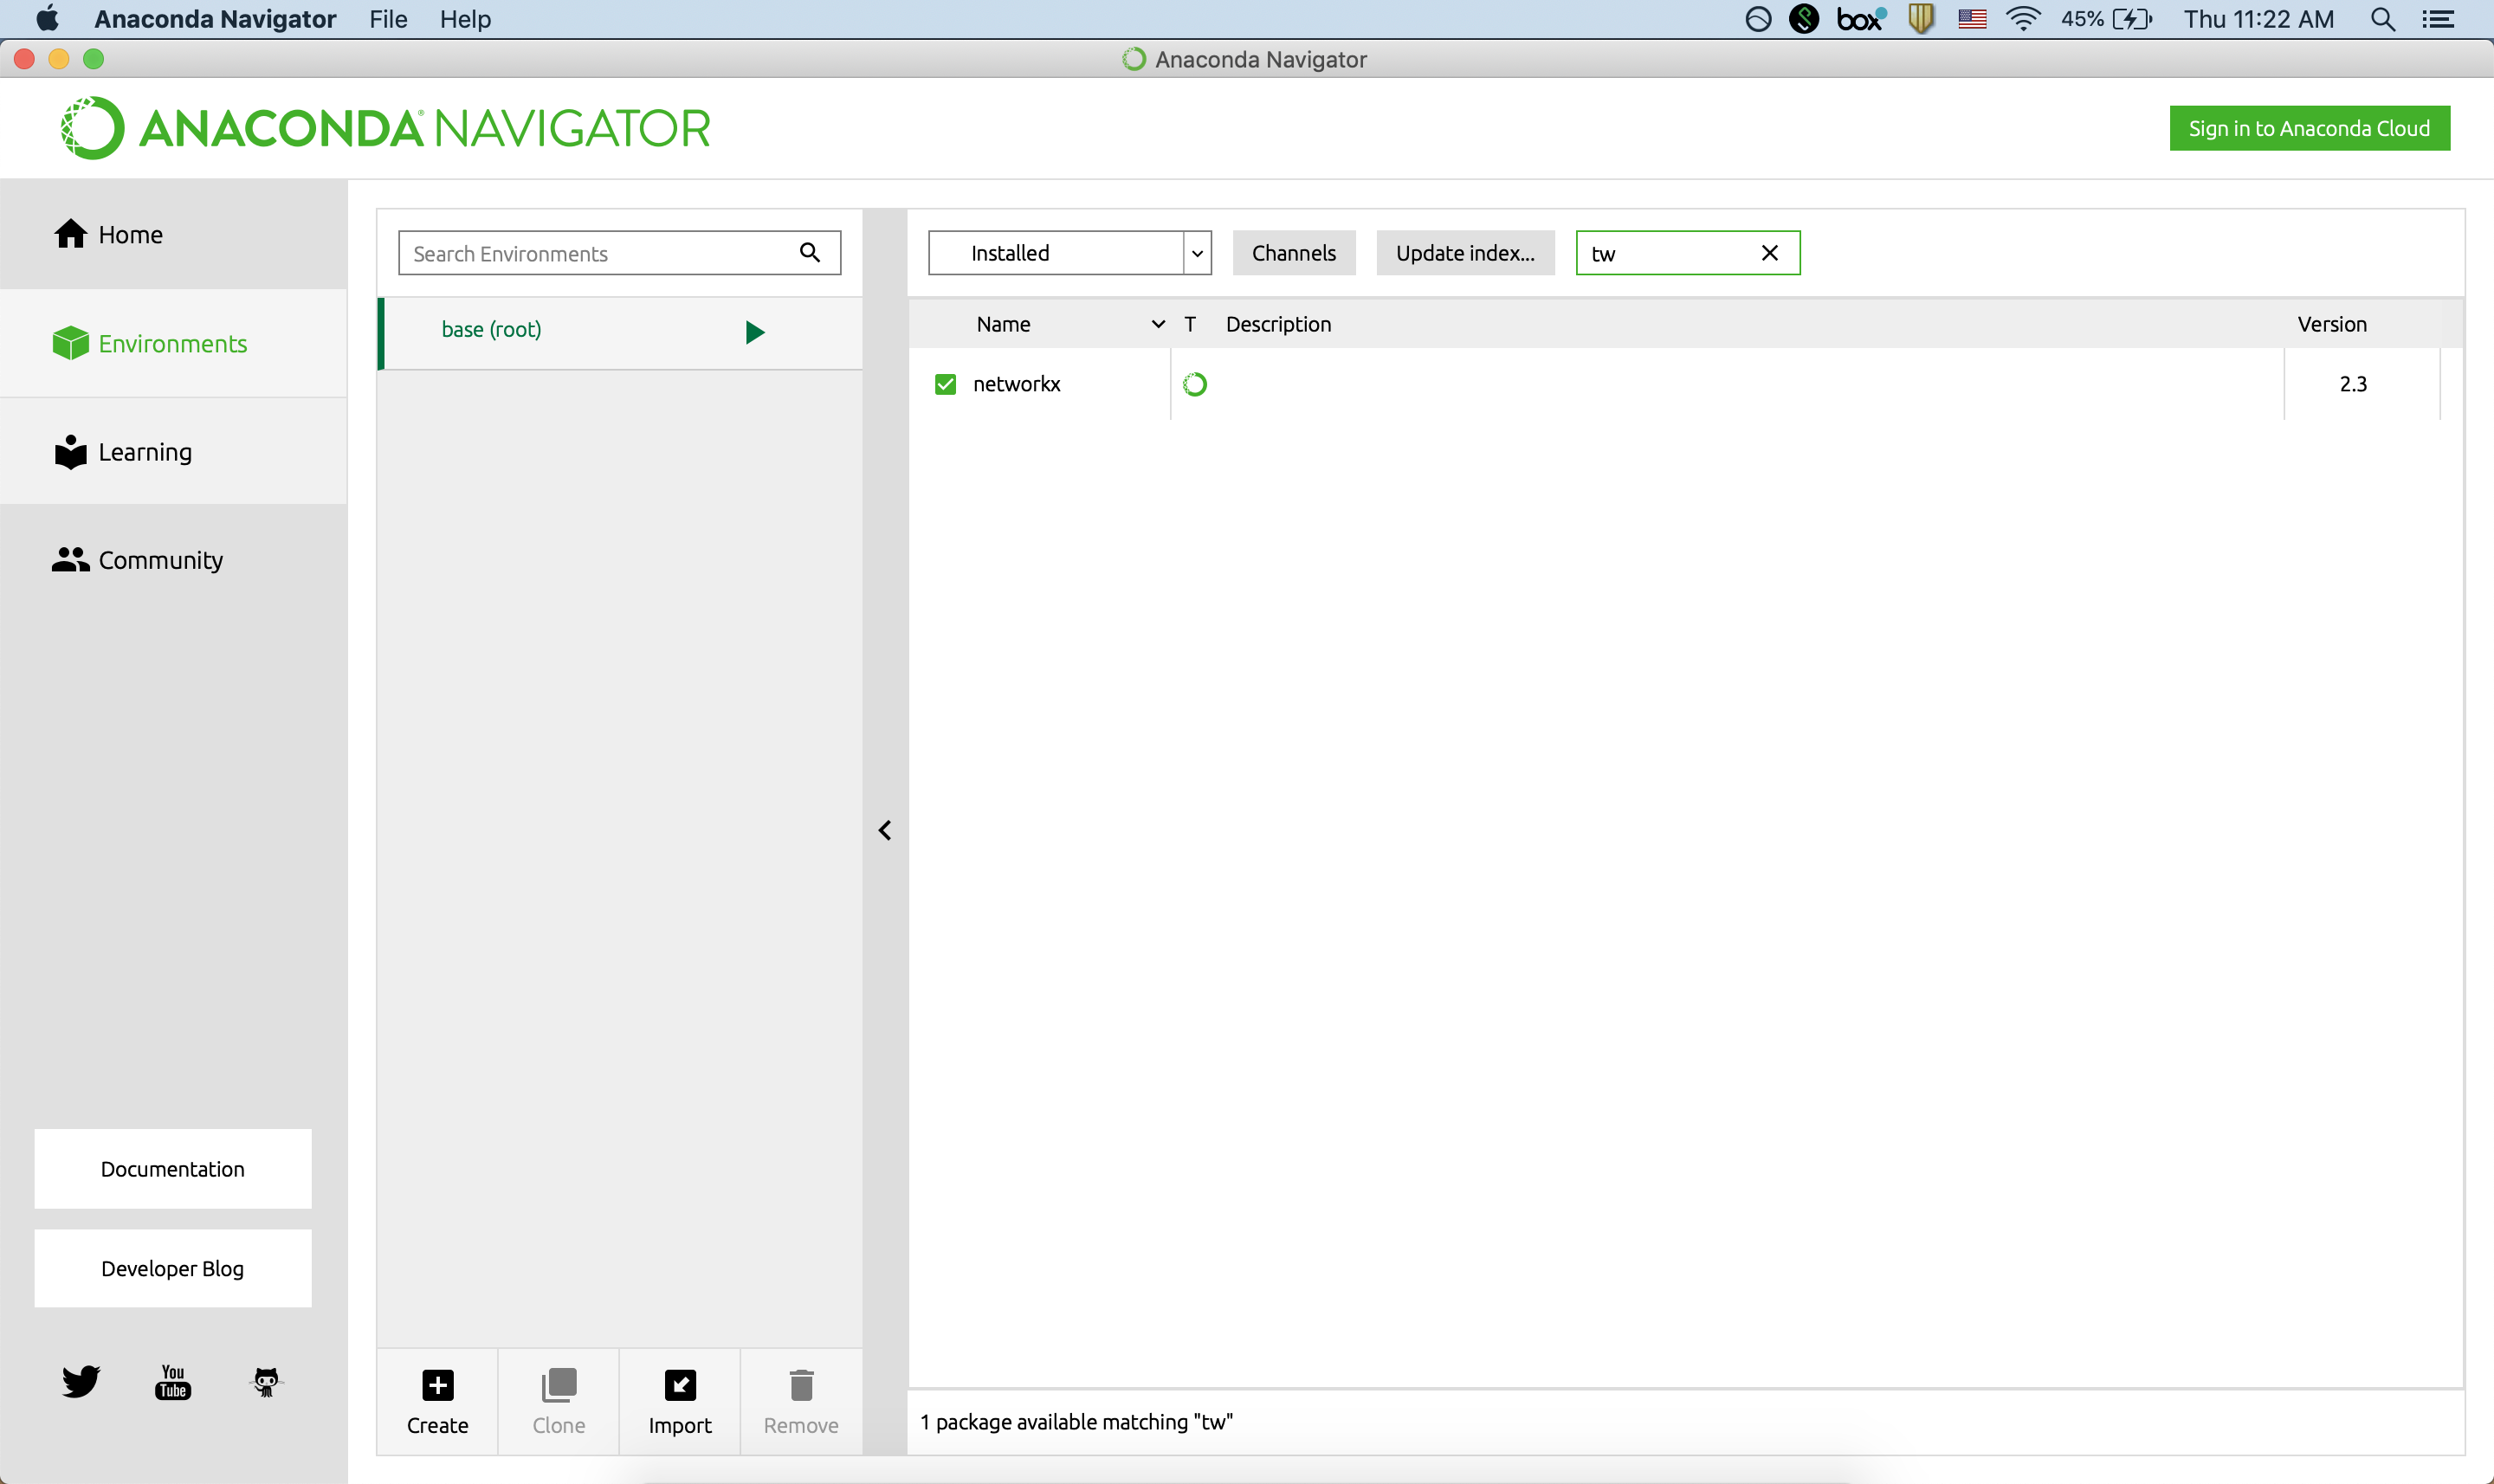 Anaconda Navigator File Help box 45% Thu 11:22 AM
Anaconda Navigator
ANACONDA® NAVIGATOR
Sign in to Anaconda Cloud
Home
Environments
Learning
Community
Documentation
Developer Blog
You
Tube
Search Environments
base (root)
Create Clone Import Remove
Installed Channels Update index... tw
Name T Description Version
networkx 2.3
1 package available matching "tw"